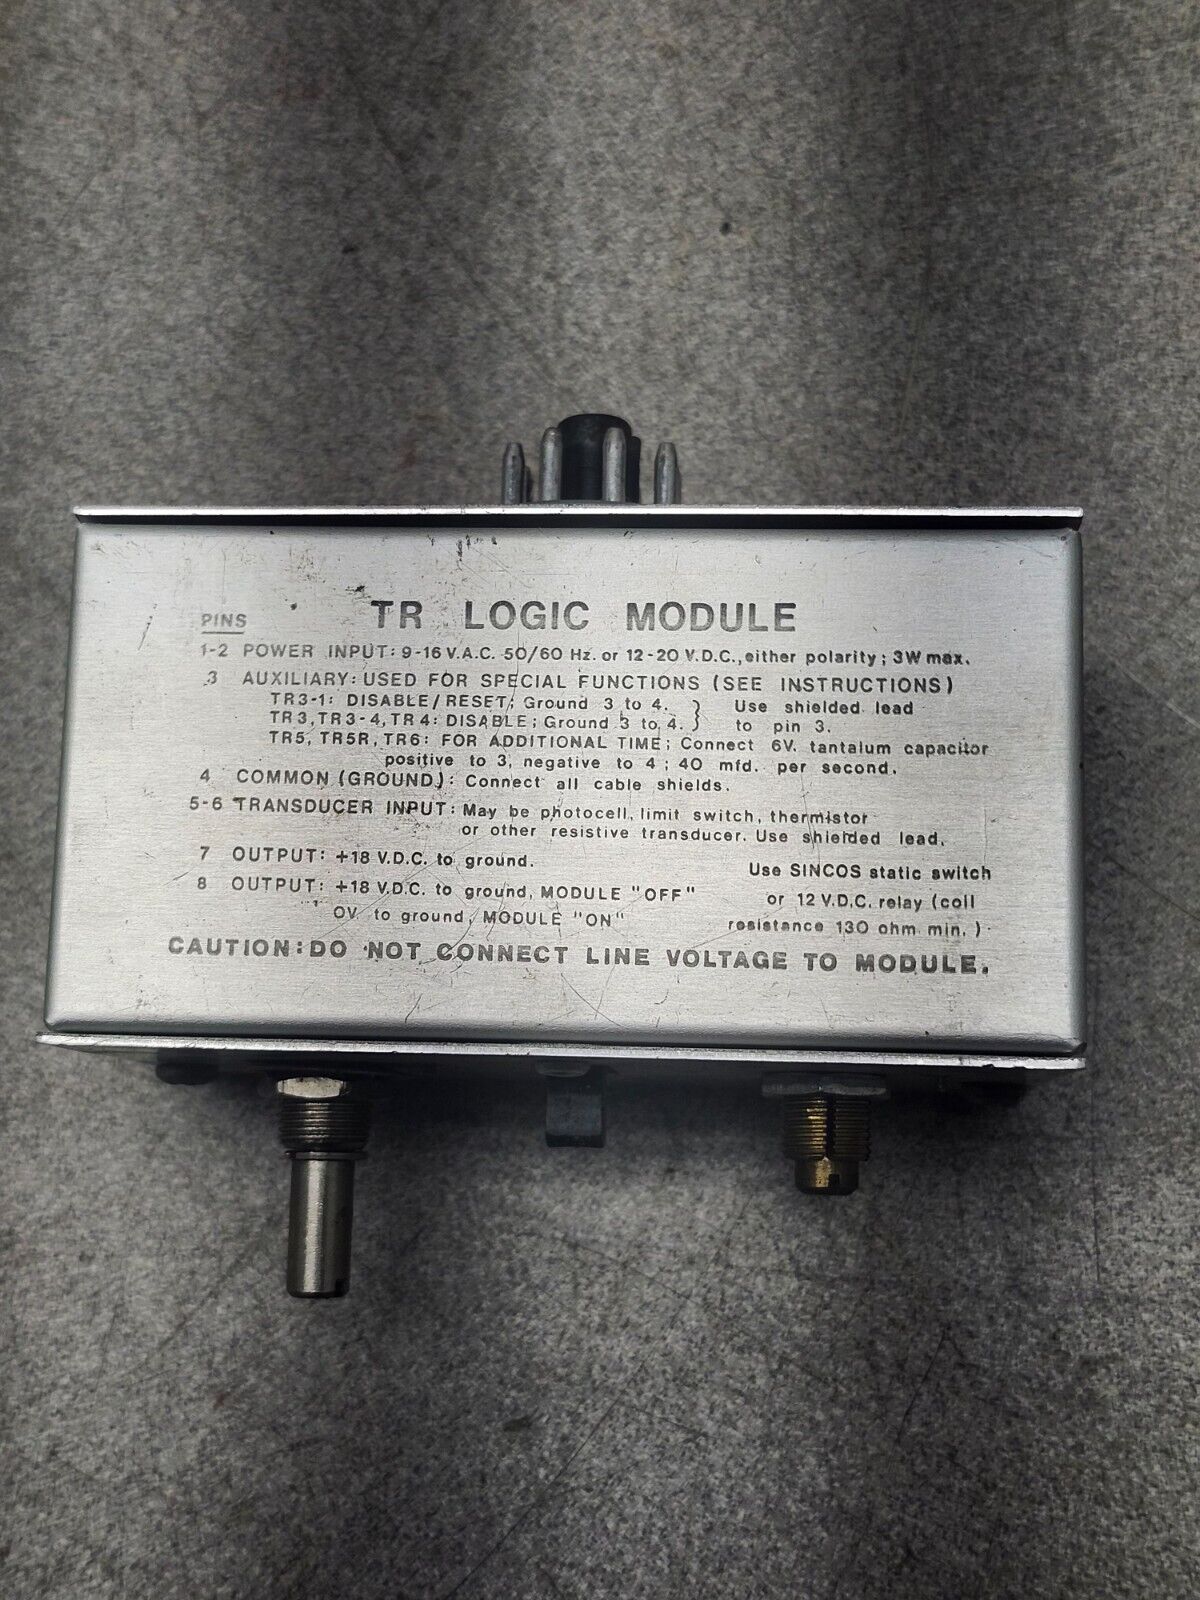 TR LOGIC MODULE
PINS
1-2 POWER INPUT: 9-16 V.A.C. 50/60 Hz. or 12-20 V.D.C., either polarity; 3W max.
3 AUXILIARY: USED FOR SPECIAL FUNCTIONS (SEE INSTRUCTIONS)
TR3-1: DISABLE/RESET; Ground 3 to 4. } Use shielded lead
TR3, TR3-4, TR4: DISABLE; Ground 3 to 4. } to pin 3.
TR5, TR5R, TR6: FOR ADDITIONAL TIME; Connect 6V. tantalum capacitor
positive to 3, negative to 4; 40 mfd. per second.
4 COMMON (GROUND): Connect all cable shields.
5-6 TRANSDUCER INPUT: May be photocell, limit switch, thermistor
or other resistive transducer. Use shielded lead.
7 OUTPUT: +18 V.D.C. to ground. Use SINCOS static switch
8 OUTPUT: +18 V.D.C. to ground, MODULE "OFF" or 12 V.D.C. relay (coil
0V to ground, MODULE "ON" resistance 130 ohm min.)
CAUTION: DO NOT CONNECT LINE VOLTAGE TO MODULE.